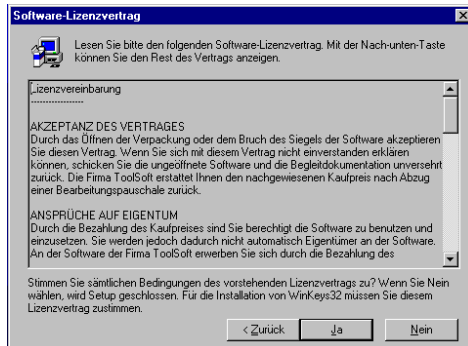 Software-Lizenzvertrag
Lesen Sie bitte den folgenden Software-Lizenzvertrag. Mit der Nach-unten-Taste
können Sie den Rest des Vertrags anzeigen.
Lizenzvereinbarung
-----------------
AKZEPTANZ DES VERTRAGES
Durch das Öffnen der Verpackung oder dem Bruch des Siegels der Software akzeptieren
Sie diesen Vertrag. Wenn Sie sich mit diesem Vertrag nicht einverstanden erklären
können, schicken Sie die ungeöffnete Software und die Begleitdokumentation unversehrt
zurück. Die Firma ToolSoft erstattet Ihnen den nachgewiesenen Kaufpreis nach Abzug
einer Bearbeitungspauschale zurück.
ANSPRÜCHE AUF EIGENTUM
Durch die Bezahlung des Kaufpreises sind Sie berechtigt die Software zu benutzen und
einzusetzen. Sie werden jedoch dadurch nicht automatisch Eigentümer an der Software.
An der Software der Firma ToolSoft erwerben Sie sich durch die Bezahlung des
Stimmen Sie sämtlichen Bedingungen des vorstehenden Lizenzvertrags zu? Wenn Sie Nein
wählen, wird Setup geschlossen. Für die Installation von WinKeys32 müssen Sie diesem
Lizenzvertrag zustimmen.
< Zurück Ja Nein